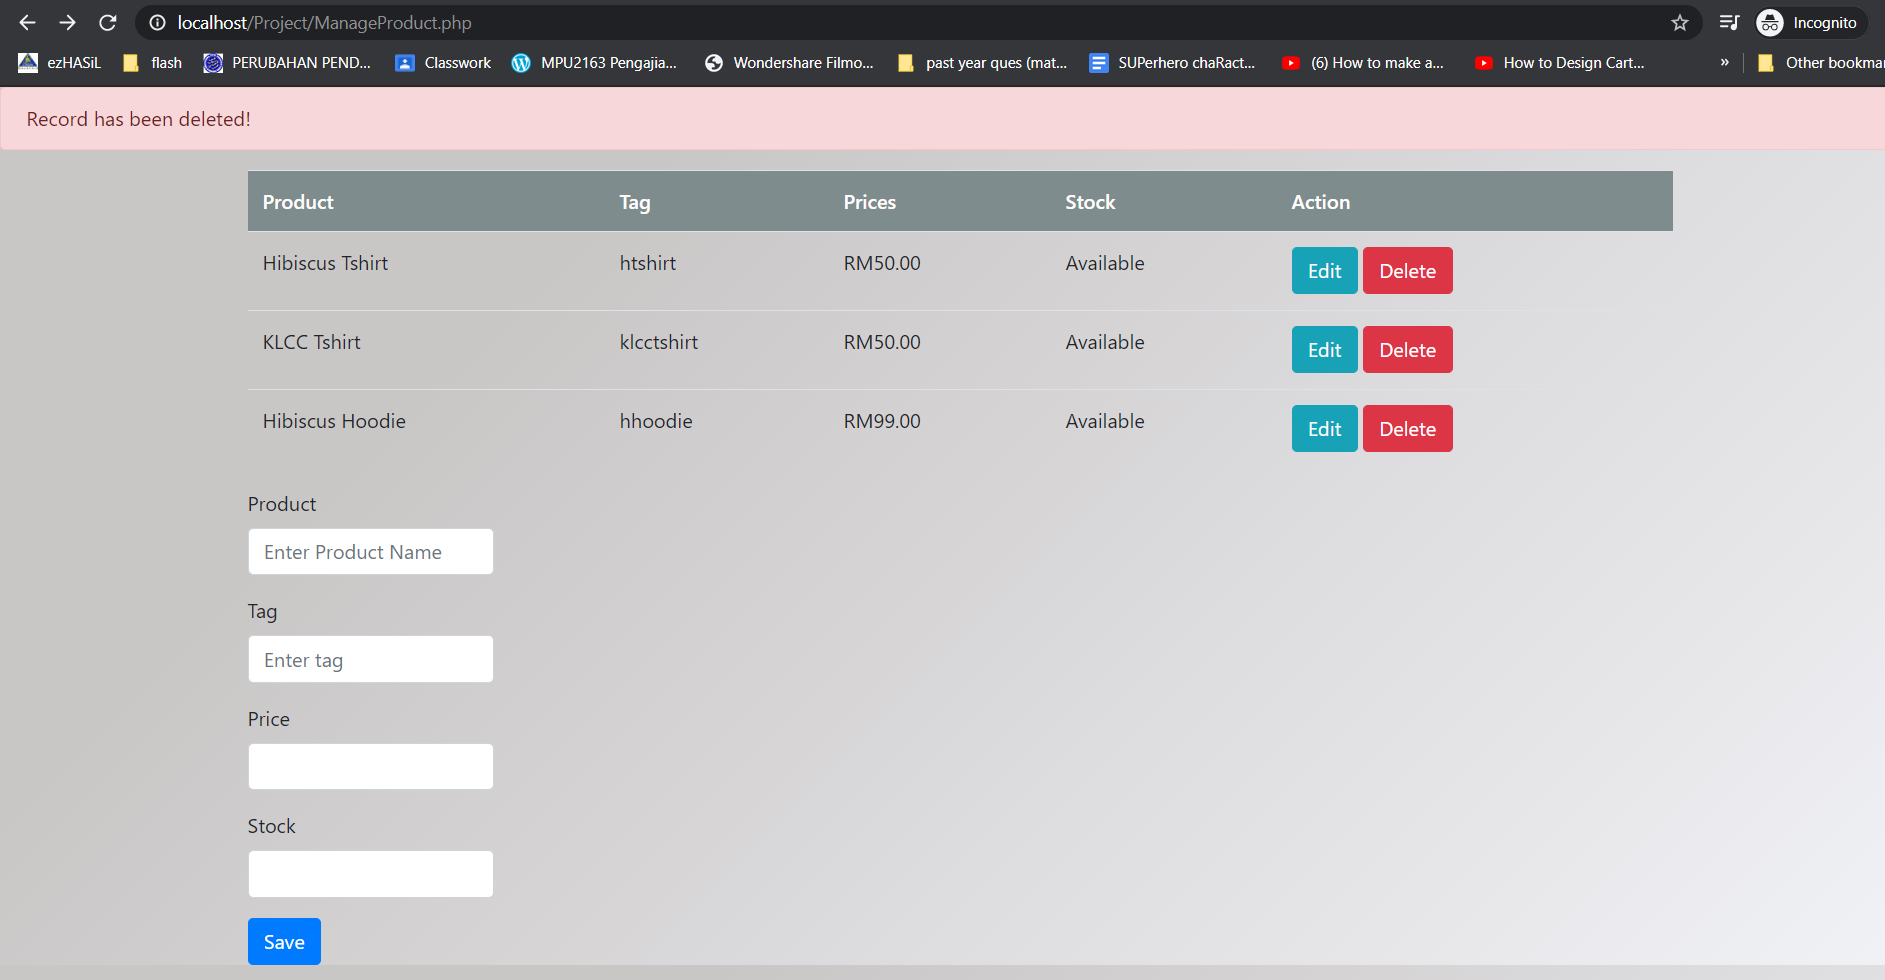 localhost/Project/ManageProduct.php Incognito
ezHASiL flash PERUBAHAN PEND... Classwork MPU2163 Pengajia... Wondershare Filmo... past year ques (mat... SUPerhero chaRact... (6) How to make a... How to Design Cart... » Other bookmar
Record has been deleted!
Product Tag Prices Stock Action
Hibiscus Tshirt htshirt RM50.00 Available Edit Delete
KLCC Tshirt klcctshirt RM50.00 Available Edit Delete
Hibiscus Hoodie hhoodie RM99.00 Available Edit Delete
Product
Enter Product Name
Tag
Enter tag
Price
Stock
Save